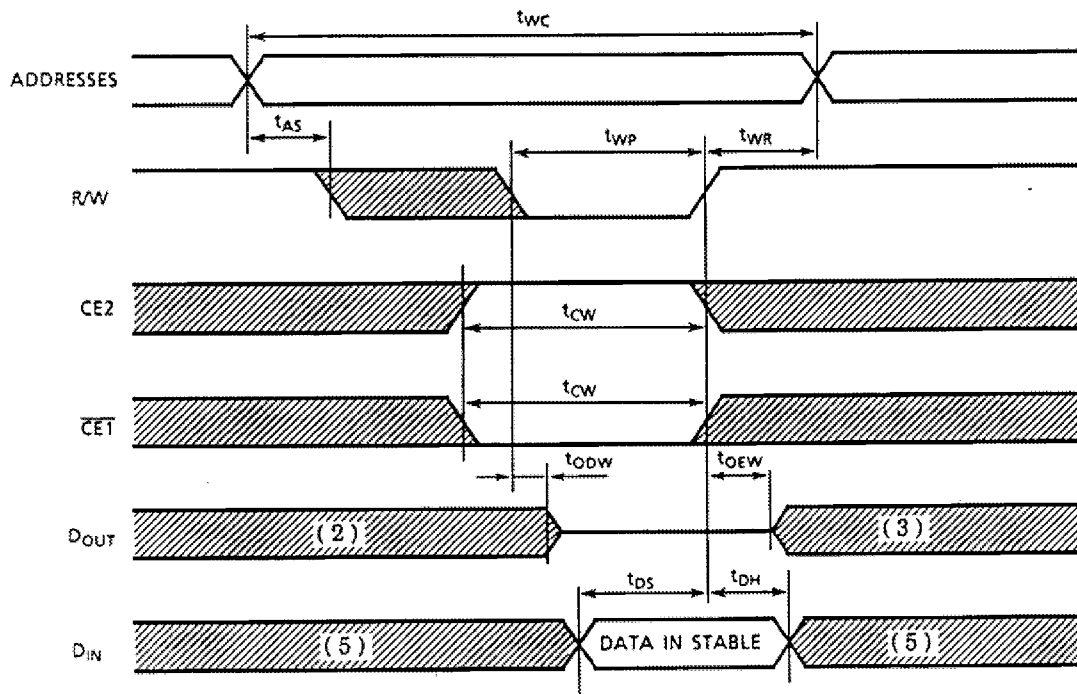 tWC
ADDRESSES
tAS
tWP
tWR
R/W
CE2
tCW
tCW
CE1
tODW
tOEW
DOUT
(2)
(3)
tDS
tDH
DIN
(5)
DATA IN STABLE
(5)